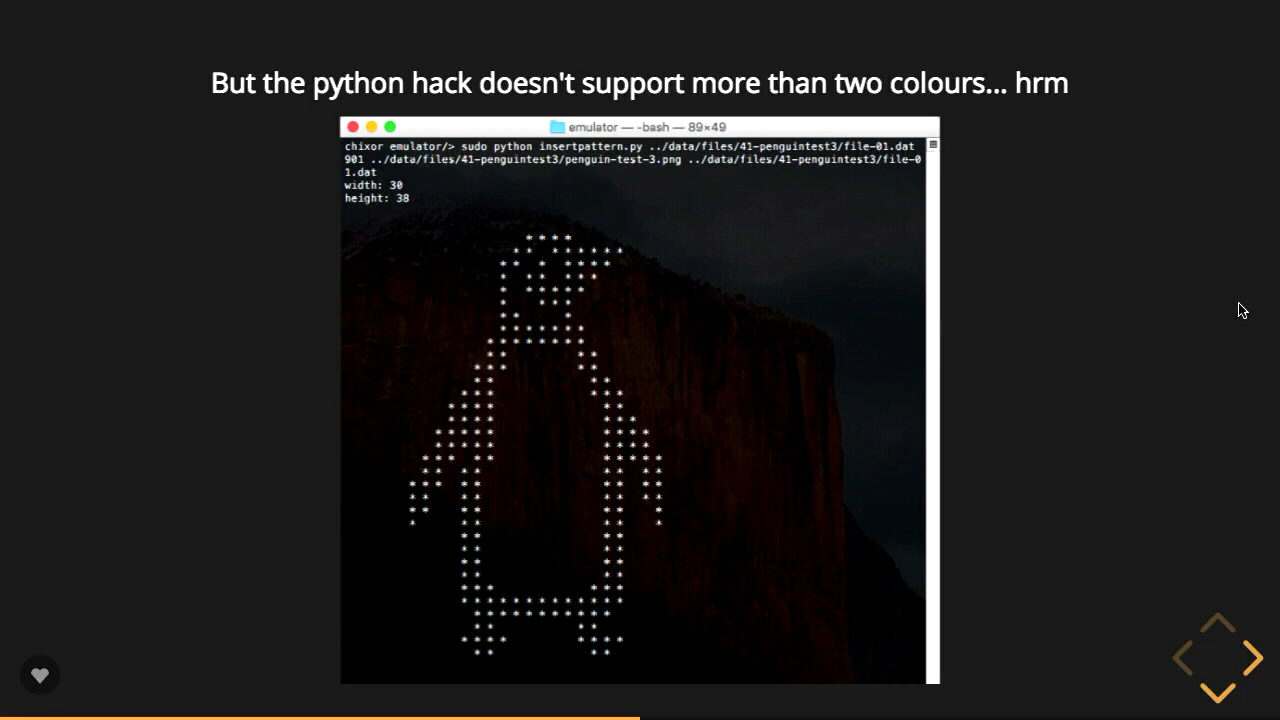 But the python hack doesn't support more than two colours... hrm
emulator — -bash — 89×49
chixor emulator/> sudo python insertpattern.py ../data/files/41-penguintest3/file-01.dat
901 ../data/files/41-penguintest3/penguin-test-3.png ../data/files/41-penguintest3/file-0
1.dat
width: 30
height: 38